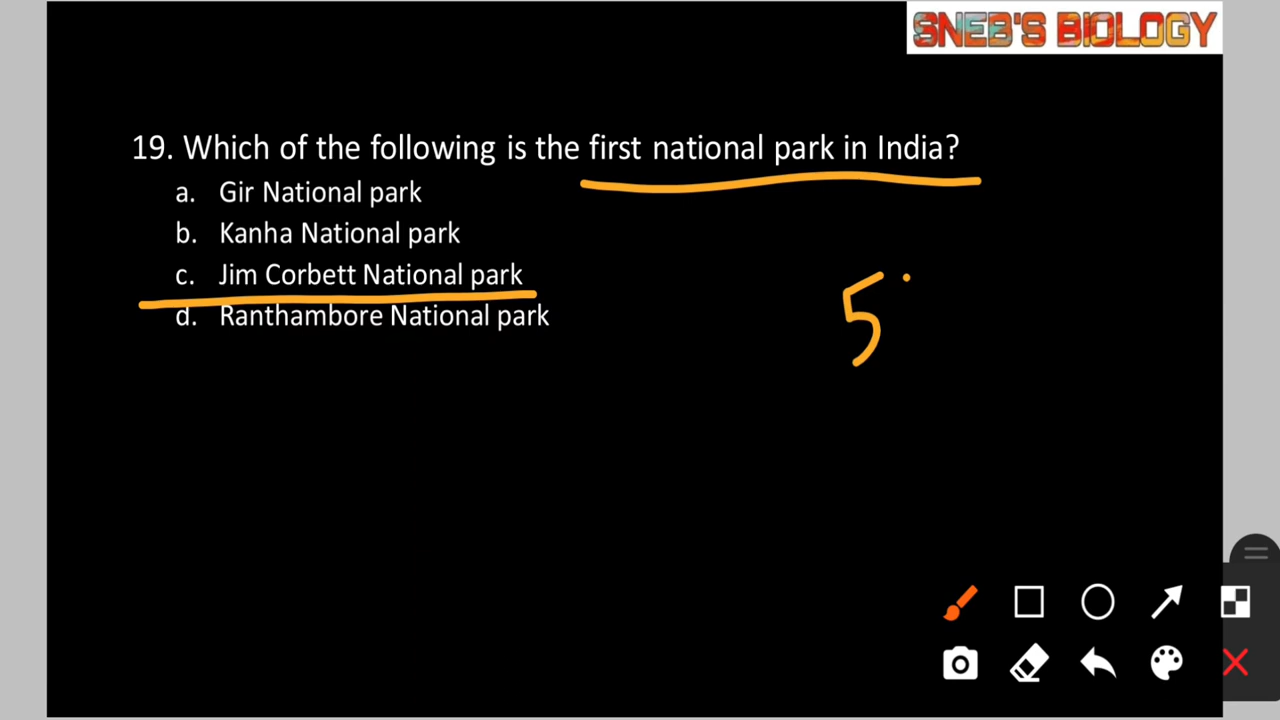 SNEB'S BIOLOGY
19. Which of the following is the first national park in India?
a. Gir National park
b. Kanha National park
c. Jim Corbett National park
d. Ranthambore National park
5